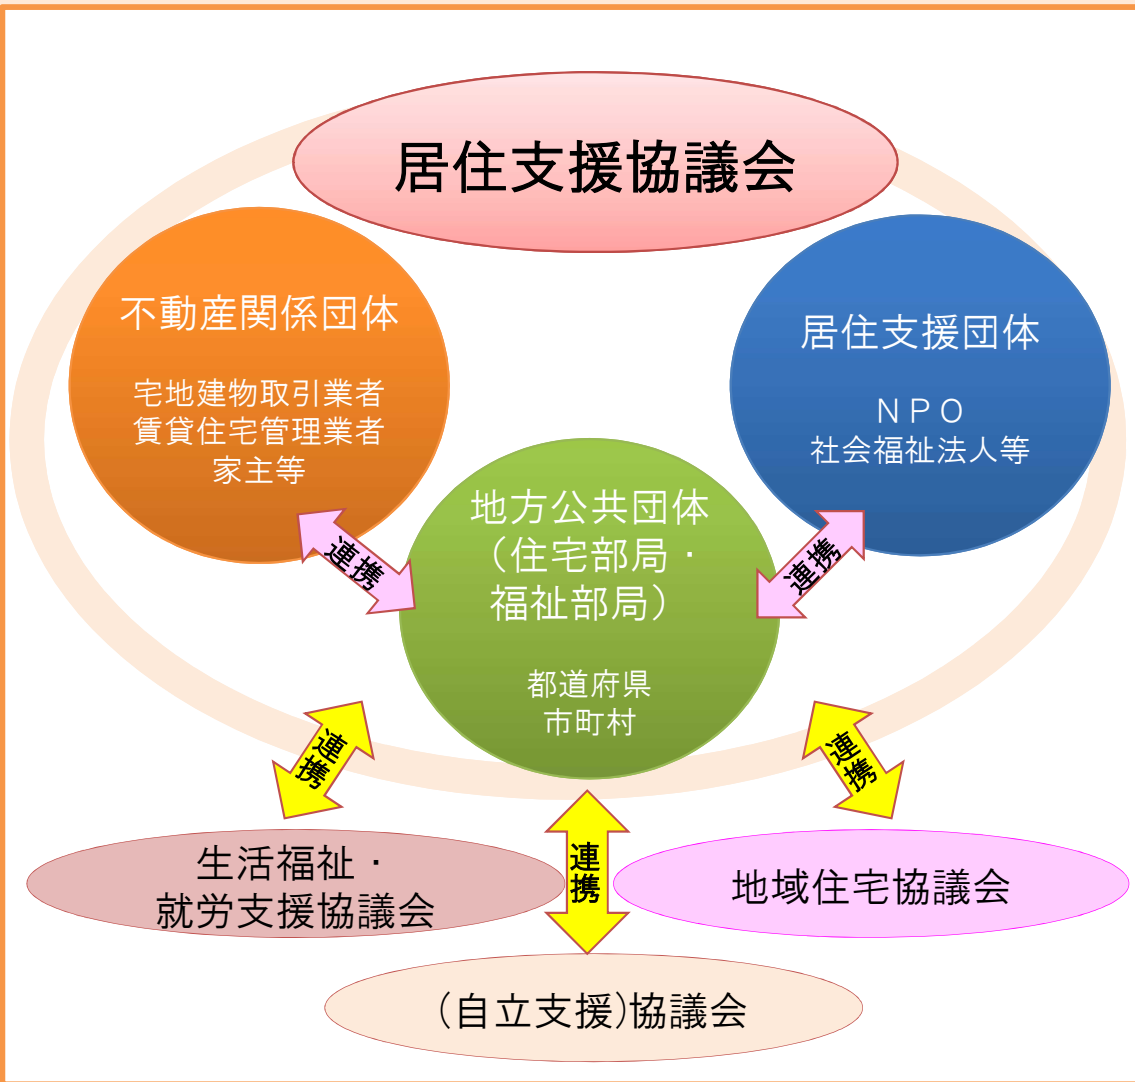 居住支援協議会
不動産関係団体
宅地建物取引業者
賃貸住宅管理業者
家主等
居住支援団体
ＮＰＯ
社会福祉法人等
地方公共団体
（住宅部局・
福祉部局）
都道府県
市町村
連携
連携
連携
連携
連携
生活福祉・
就労支援協議会
地域住宅協議会
(自立支援)協議会